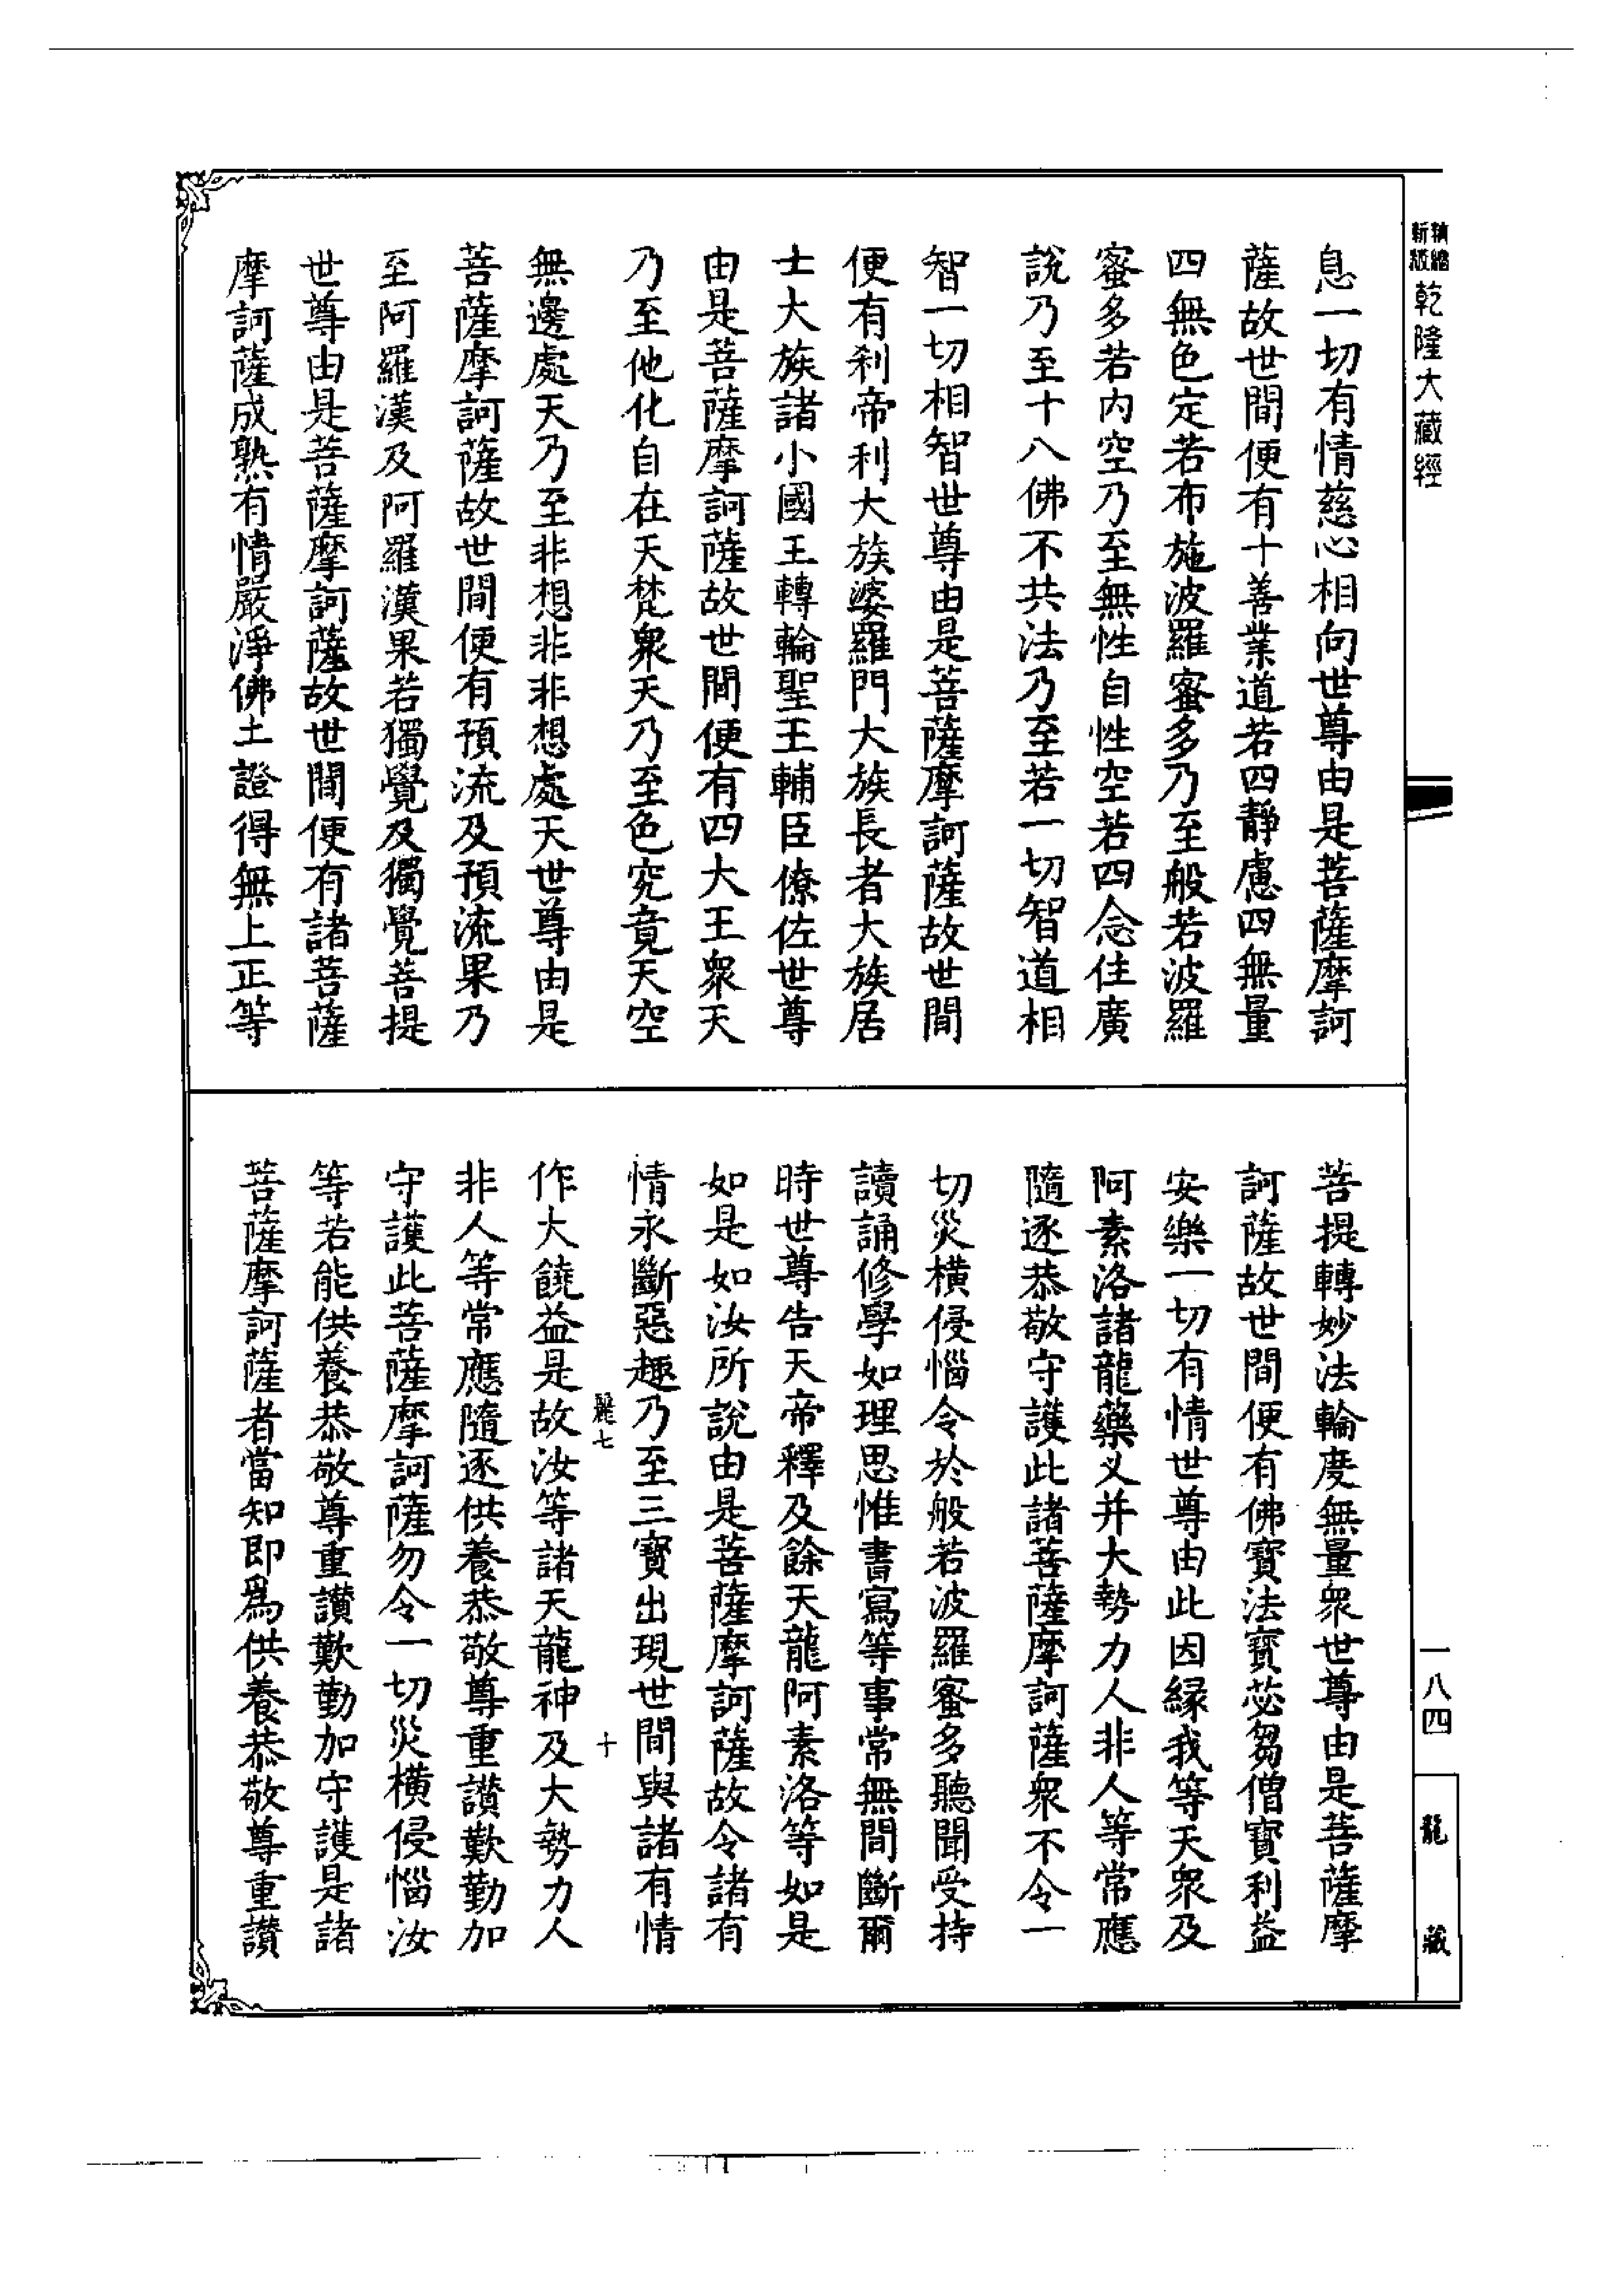 新縮精版乾隆大藏經
一八四
龍藏
息一切有情慈心相向世尊由是菩薩摩訶
薩故世間便有十善業道若四靜慮四無量
四無色定若布施波羅蜜多乃至般若波羅
蜜多若內空乃至無性自性空若四念住廣
說乃至十八佛不共法乃至若一切智道相
智一切相智智世尊由是菩薩摩訶薩故世間
便有剎帝利大族婆羅門大族長者大族居
士大族諸小國王轉輪聖王輔臣僚佐世尊
由是菩薩摩訶薩故世間便有四大王眾天
乃至他化自在天梵眾天乃至色究竟天空
無邊處天乃至非想非非想處天世尊由是
菩薩摩訶薩故世間便有預流及預流果乃
至阿羅漢及阿羅漢果若獨覺及獨覺菩提
世尊由是菩薩摩訶薩故世間便有諸菩薩
摩訶薩成熟有情嚴淨佛土證得無上正等
菩提轉妙法輪度無量眾世尊由是菩薩摩
訶薩故世間便有佛寶法寶苾芻僧寶利益
安樂一切有情世尊由此因緣我等天眾及
阿素洛諸龍藥叉并大勢力人非人等常應
隨逐恭敬守護此諸菩薩摩訶薩眾不令一
切災橫侵惱令於般若波羅蜜多聽聞受持
讀誦修學如理思惟書寫等事常無間斷爾
時世尊告天帝釋及餘天龍阿素洛等如是
如是如汝所說由是菩薩摩訶薩故令諸有
情永斷惡趣乃至三寶出現世間與諸有情
麗七 十
作大饒益是故汝等諸天龍神及大勢力人
非人等常應隨逐供養恭敬尊重讚歎勤加
守護此菩薩摩訶薩勿令一切災橫侵惱汝
等若能供養恭敬尊重讚歎勤加守護是諸
菩薩摩訶薩者當知即爲供養恭敬尊重讚